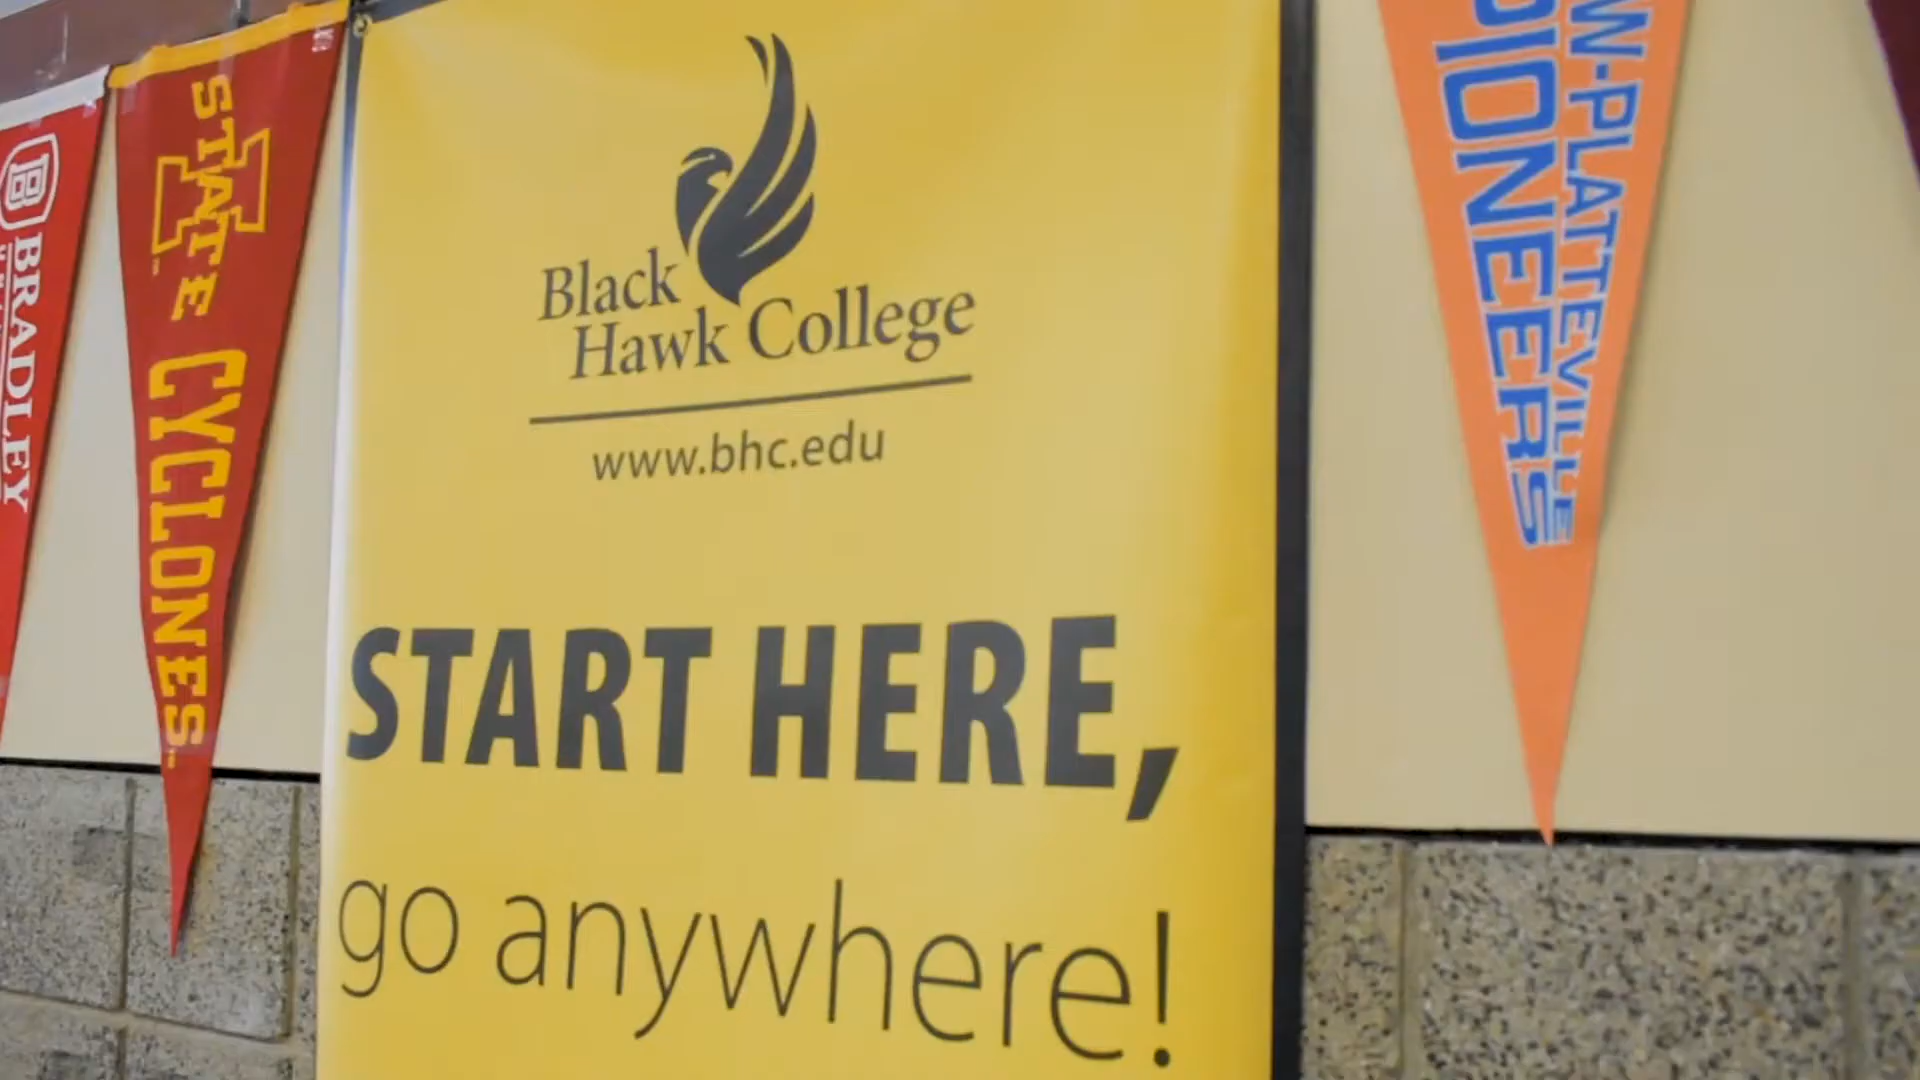 BRADLEY
STATE
CYCLONES
Black
Hawk College
www.bhc.edu
START HERE,
go anywhere!
W-PLATTEVILLE
PIONEERS